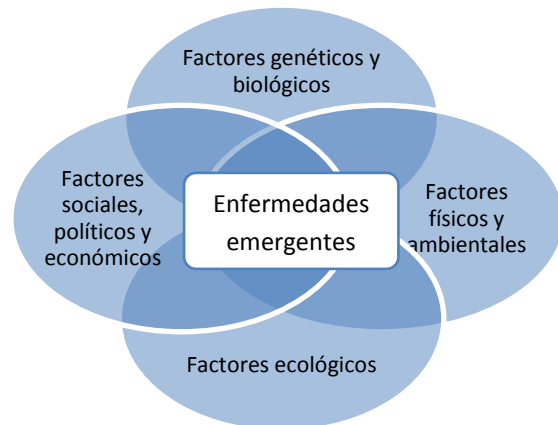 Factores genéticos y
biológicos
Factores
sociales,
políticos y
económicos
Enfermedades
emergentes
Factores
físicos y
ambientales
Factores ecológicos